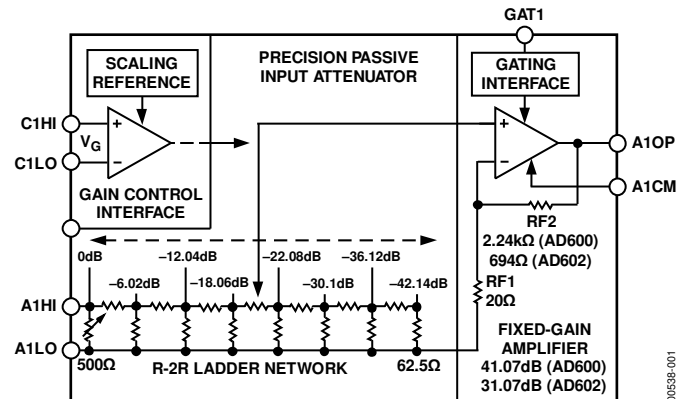 GAT1
SCALING
REFERENCE
PRECISION PASSIVE
INPUT ATTENUATOR
GATING
INTERFACE
C1HI
+
VG
–
C1LO
+
–
A1OP
A1CM
GAIN CONTROL
INTERFACE
RF2
2.24kΩ (AD600)
694Ω (AD602)
0dB
–12.04dB
–22.08dB
–36.12dB
–6.02dB
–18.06dB
–30.1dB
–42.14dB
RF1
20Ω
A1HI
A1LO
500Ω
R-2R LADDER NETWORK
62.5Ω
FIXED-GAIN
AMPLIFIER
41.07dB (AD600)
31.07dB (AD602)
00538-001